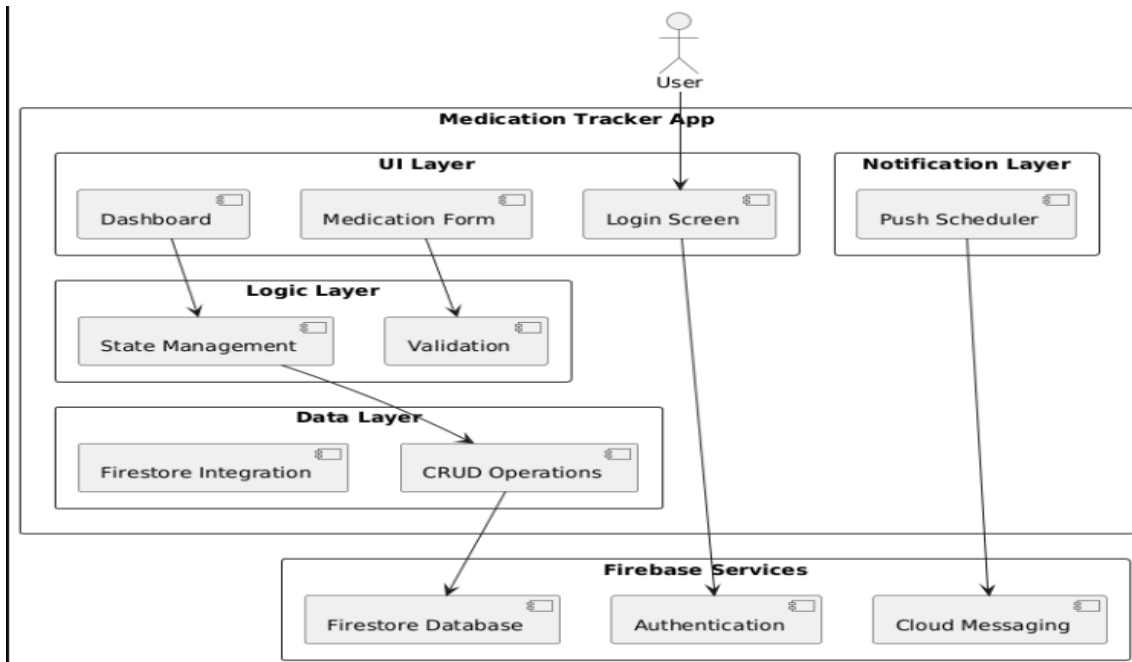 User
Medication Tracker App
UI Layer
Notification Layer
Dashboard
Medication Form
Login Screen
Push Scheduler
Logic Layer
State Management
Validation
Data Layer
Firestore Integration
CRUD Operations
Firebase Services
Firestore Database
Authentication
Cloud Messaging